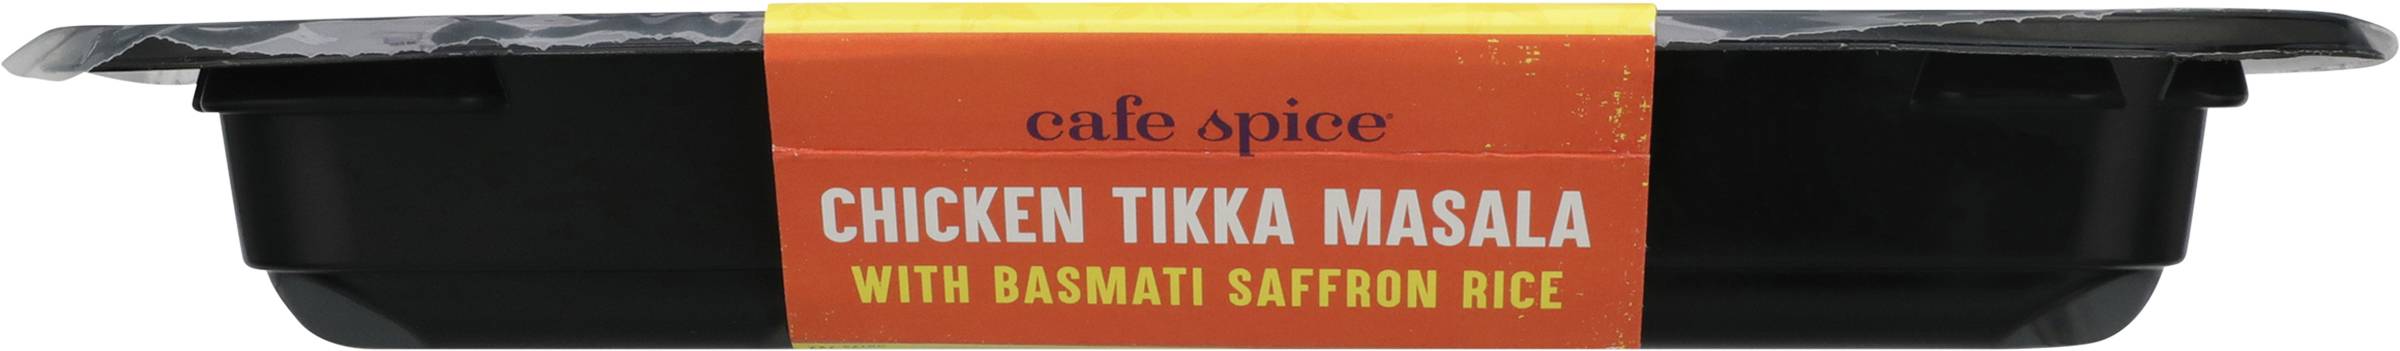 cafe spice
CHICKEN TIKKA MASALA
WITH BASMATI SAFFRON RICE